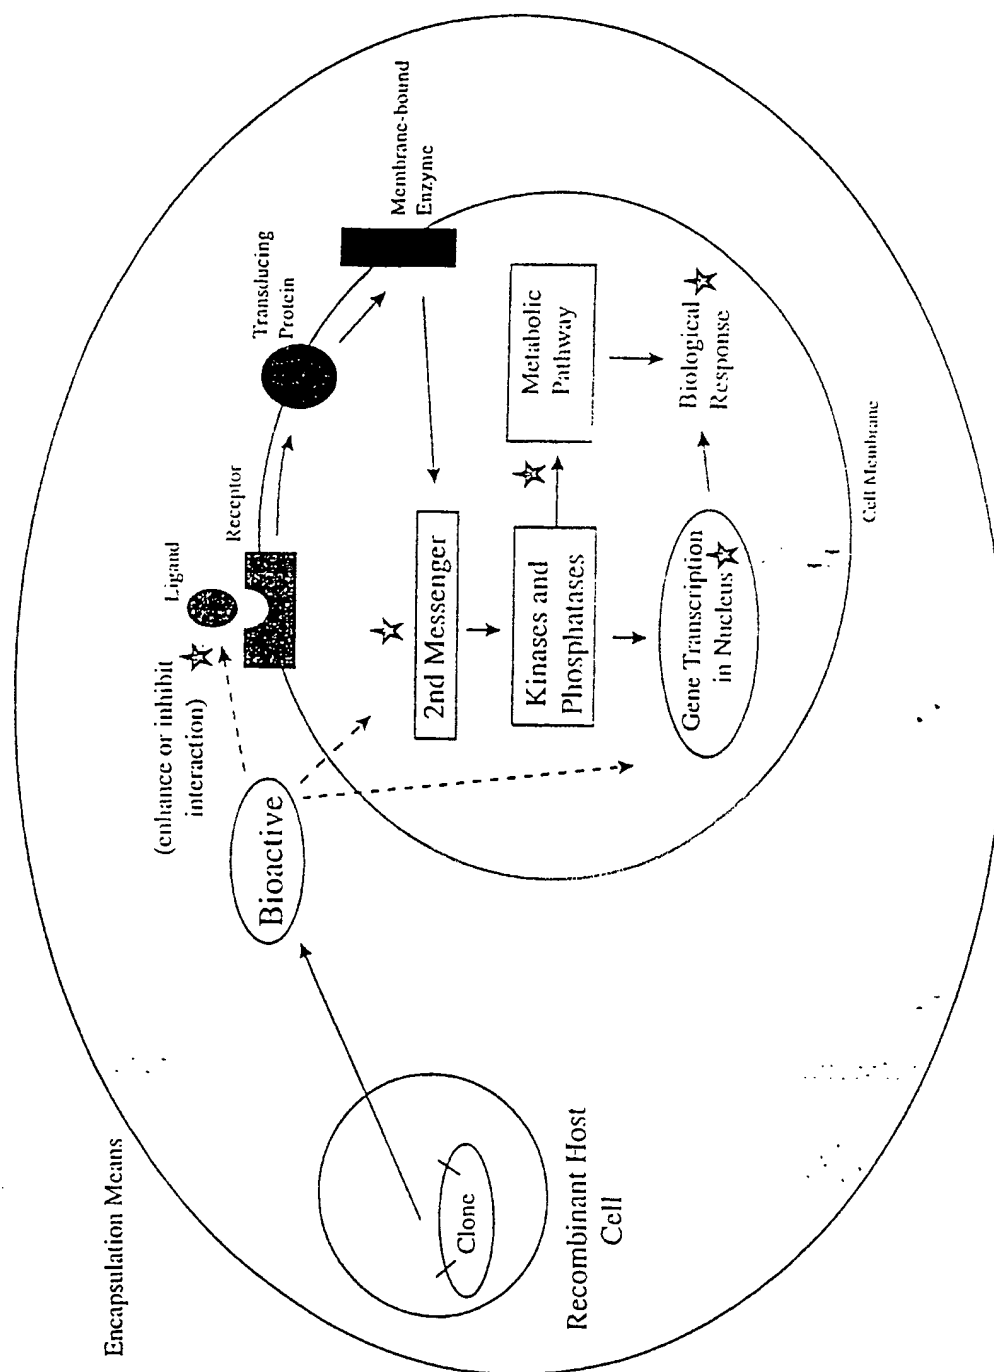 Encapsulation Means
(enhance or inhibit
interaction)
Ligand
Receptor
Transducing
Protein
Membrane-bound
Enzyme
Bioactive
2nd Messenger
Kinases and
Phosphatases
Metabolic
Pathway
Gene Transcription
in Nucleus
Biological
Response
Cell Membrane
Clone
Recombinant Host
Cell